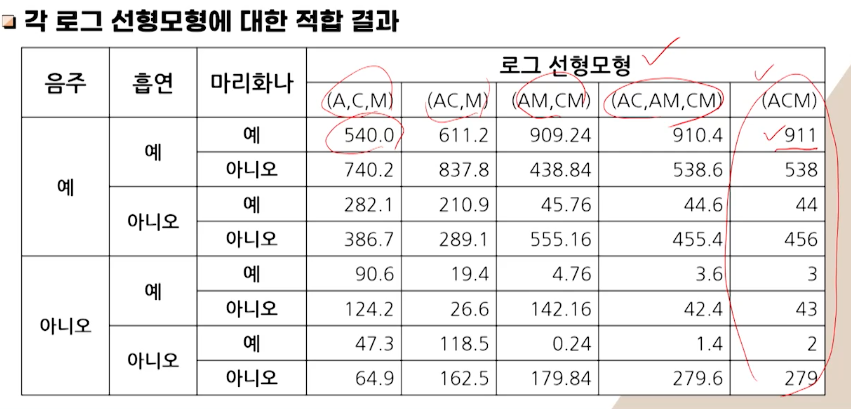 각 로그 선형모형에 대한 적합 결과
음주 흡연 마리화나 로그 선형모형
(A,C,M) (AC,M) (AM,CM) (AC,AM,CM) (ACM)
예 예 예 540.0 611.2 909.24 910.4 911
아니오 740.2 837.8 438.84 538.6 538
아니오 예 282.1 210.9 45.76 44.6 44
아니오 386.7 289.1 555.16 455.4 456
아니오 예 예 90.6 19.4 4.76 3.6 3
아니오 124.2 26.6 142.16 42.4 43
아니오 예 47.3 118.5 0.24 1.4 2
아니오 64.9 162.5 179.84 279.6 279